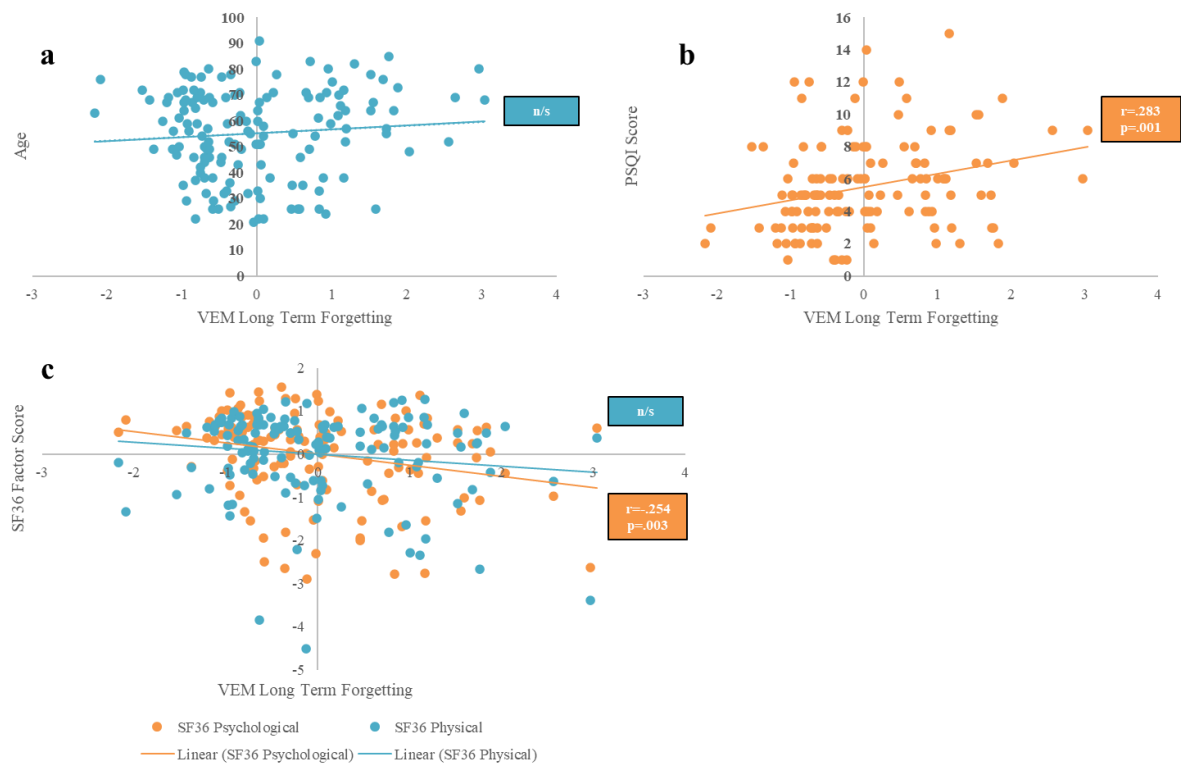 a
100
90
80
70
60
50
40
30
20
10
0
-3 -2 -1 0 1 2 3 4
Age
VEM Long Term Forgetting
n/s
b
16
14
12
10
8
6
4
2
0
-3 -2 -1 0 1 2 3 4
PSQI Score
VEM Long Term Forgetting
r=.283
p=.001
c
2
1
0
-1
-2
-3
-4
-5
-3 -2 -1 0 1 2 3 4
SF36 Factor Score
VEM Long Term Forgetting
n/s
r=-.254
p=.003
SF36 Psychological
SF36 Physical
Linear (SF36 Psychological)
Linear (SF36 Physical)